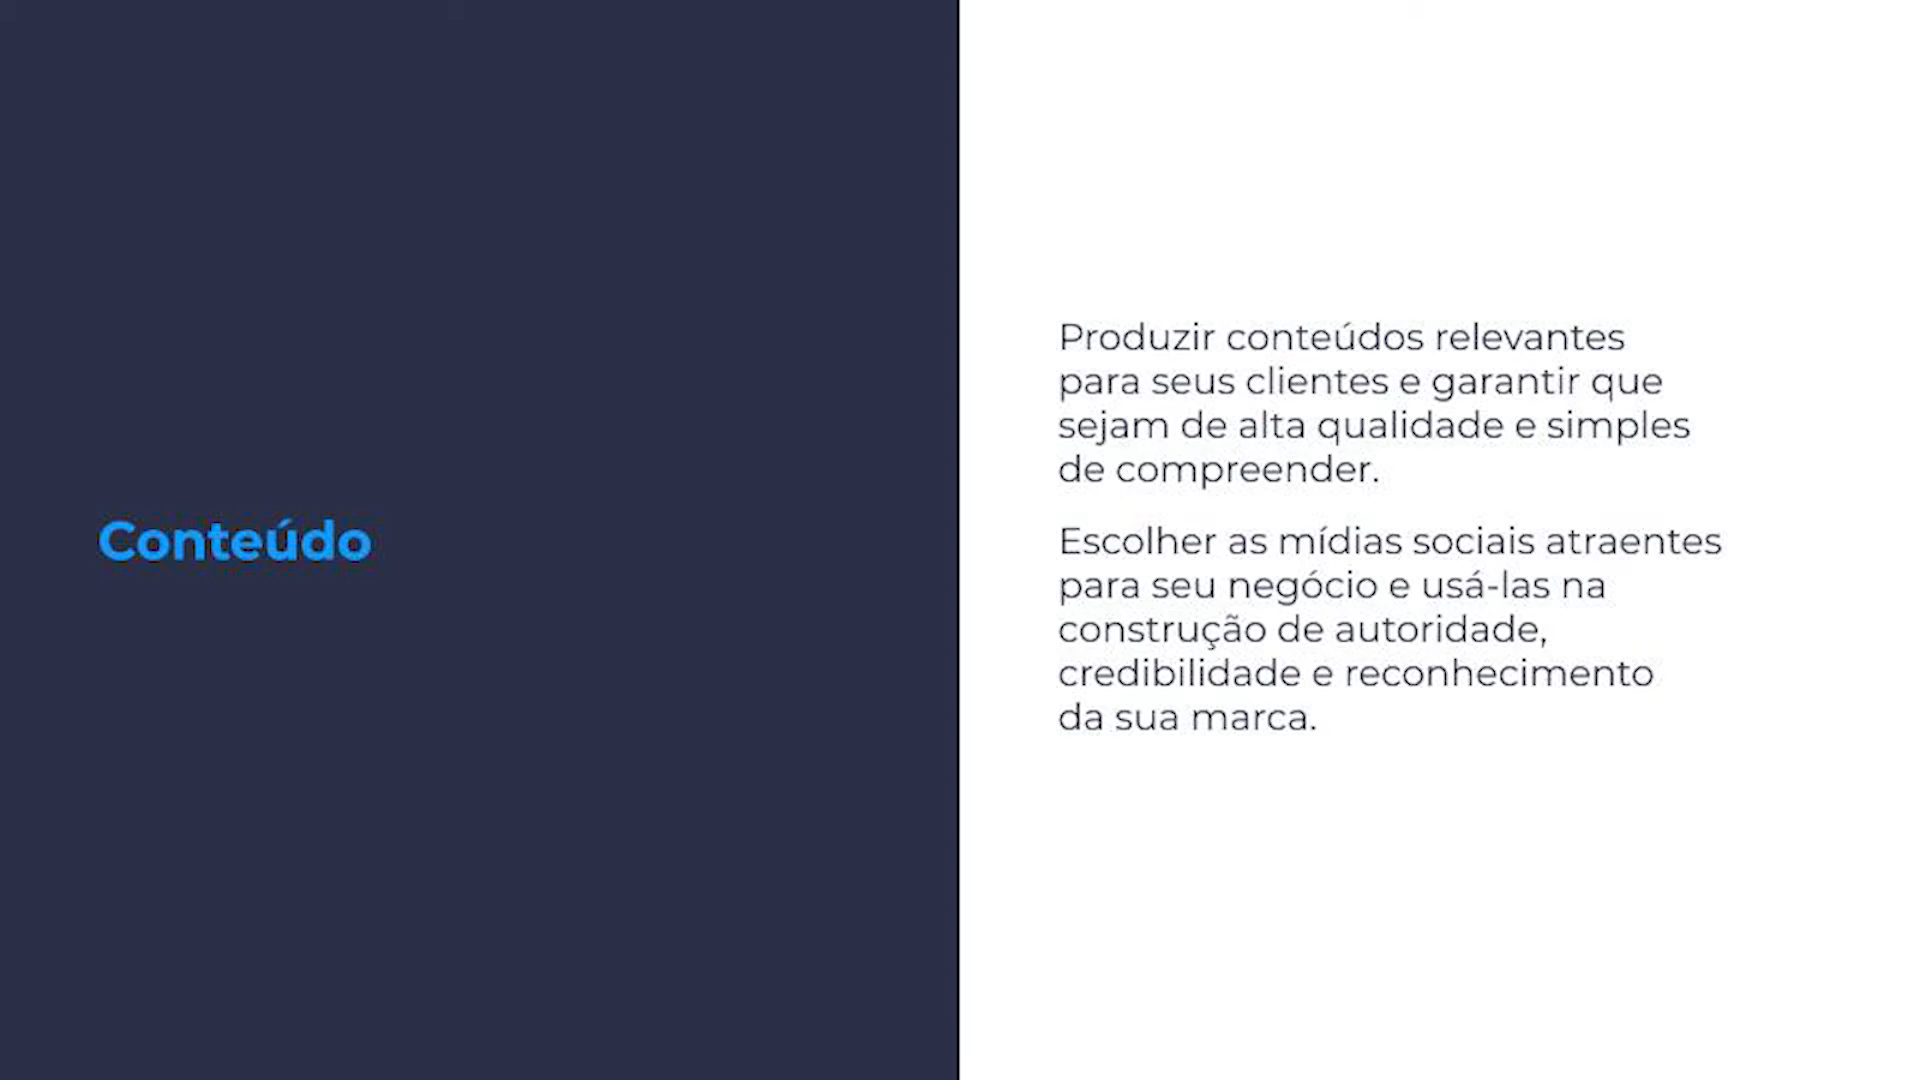 Conteúdo
Produzir conteúdos relevantes
para seus clientes e garantir que
sejam de alta qualidade e simples
de compreender.
Escolher as mídias sociais atraentes
para seu negócio e usá-las na
construção de autoridade,
credibilidade e reconhecimento
da sua marca.